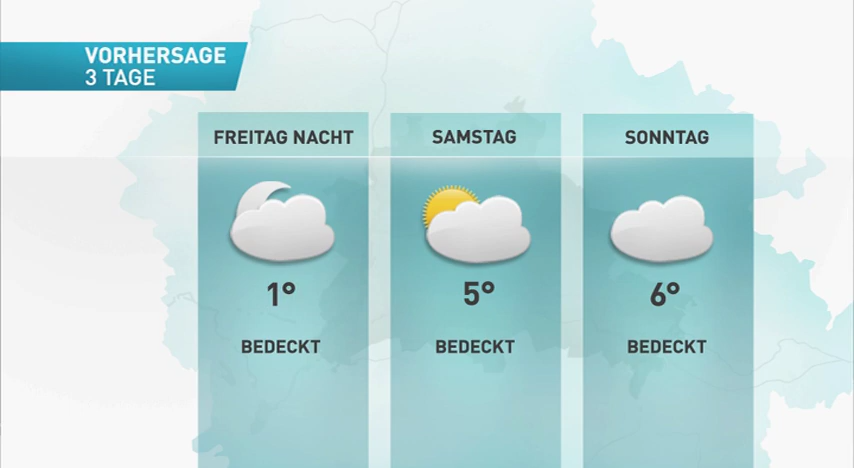 VORHERSAGE
3 TAGE
FREITAG NACHT
1°
BEDECKT
SAMSTAG
5°
BEDECKT
SONNTAG
6°
BEDECKT